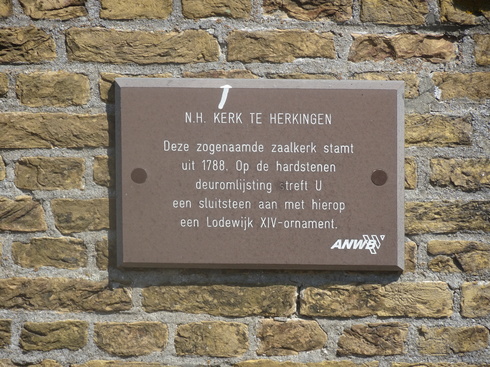 N.H. KERK TE HERKINGEN
Deze zogenaamde zaalkerk stamt
uit 1788. Op de hardstenen
deuromlijsting treft U
een sluitsteen aan met hierop
een Lodewijk XIV-ornament.
ANWB